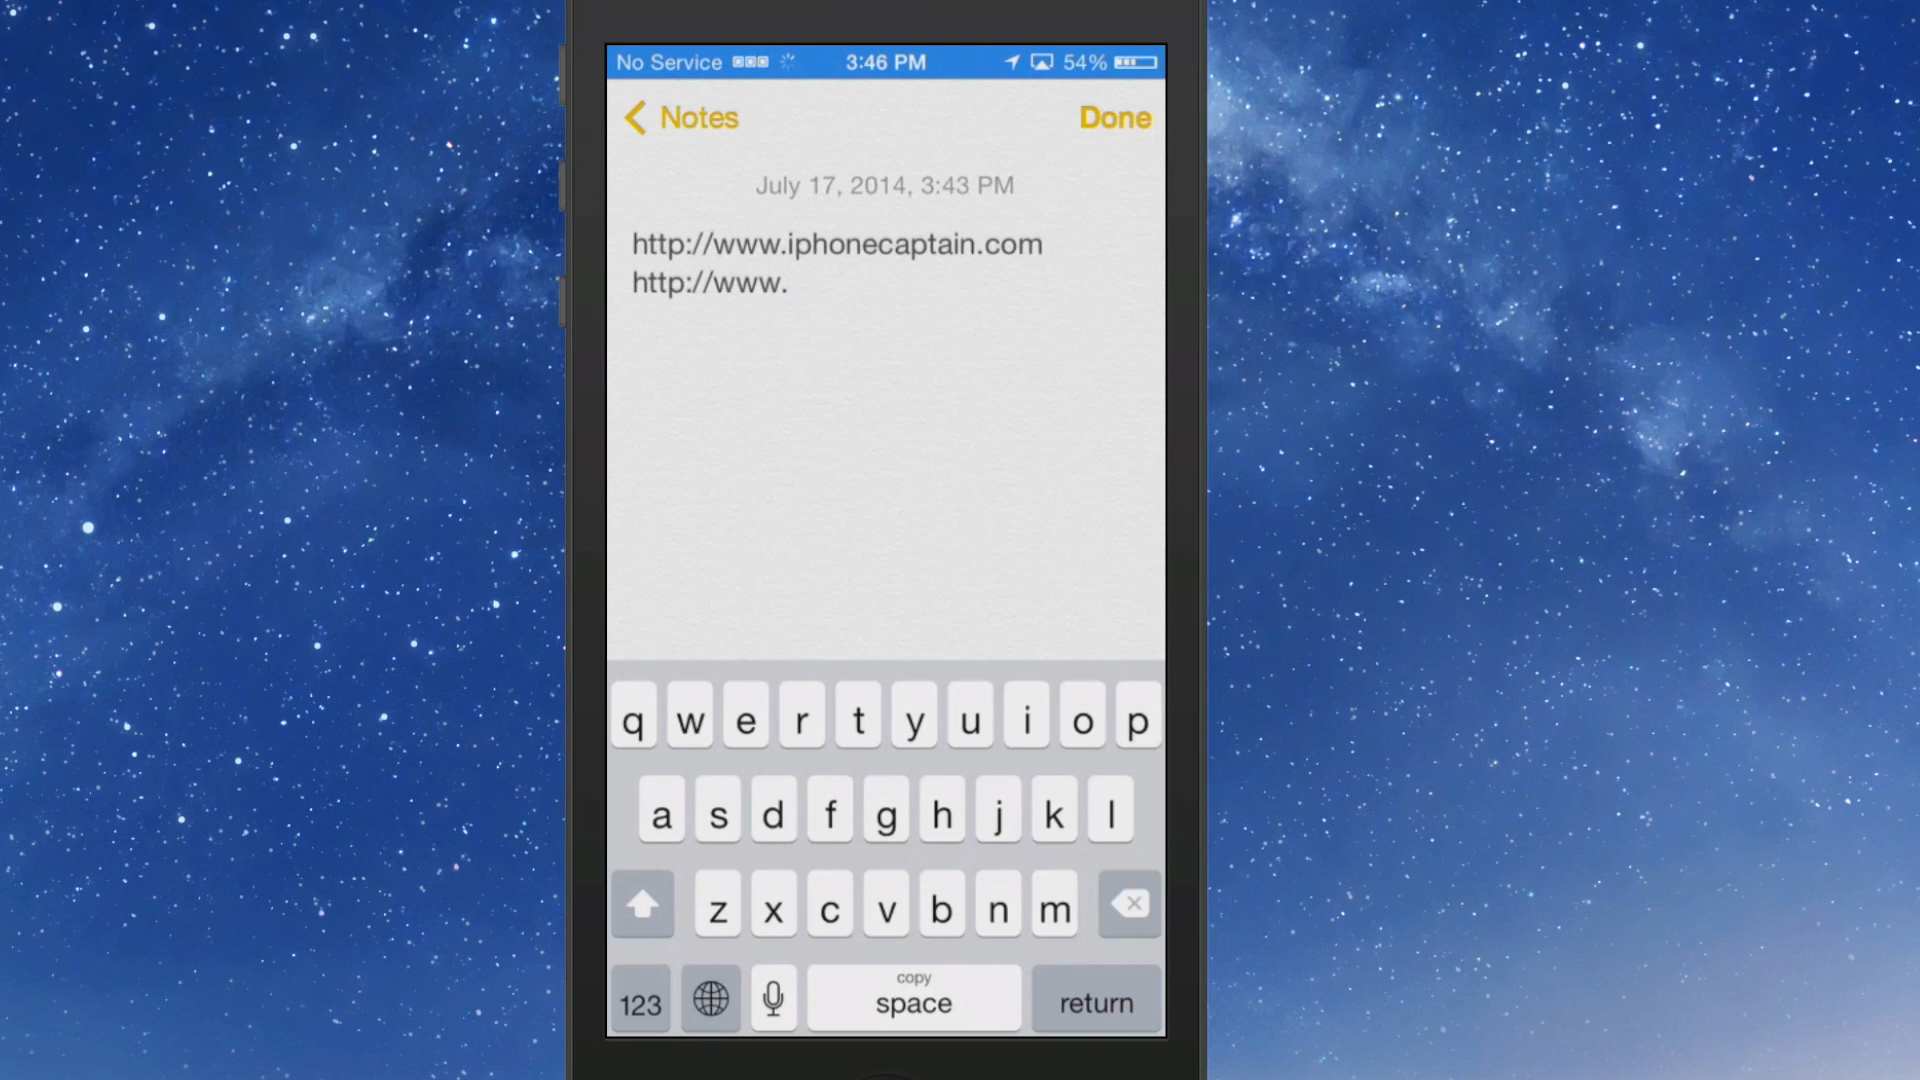 No Service 3:46 PM 54%
Notes Done
July 17, 2014, 3:43 PM
http://www.iphonecaptain.com
http://www.
q w e r t y u i o p
a s d f g h j k l
z x c v b n m
copy
123 space return